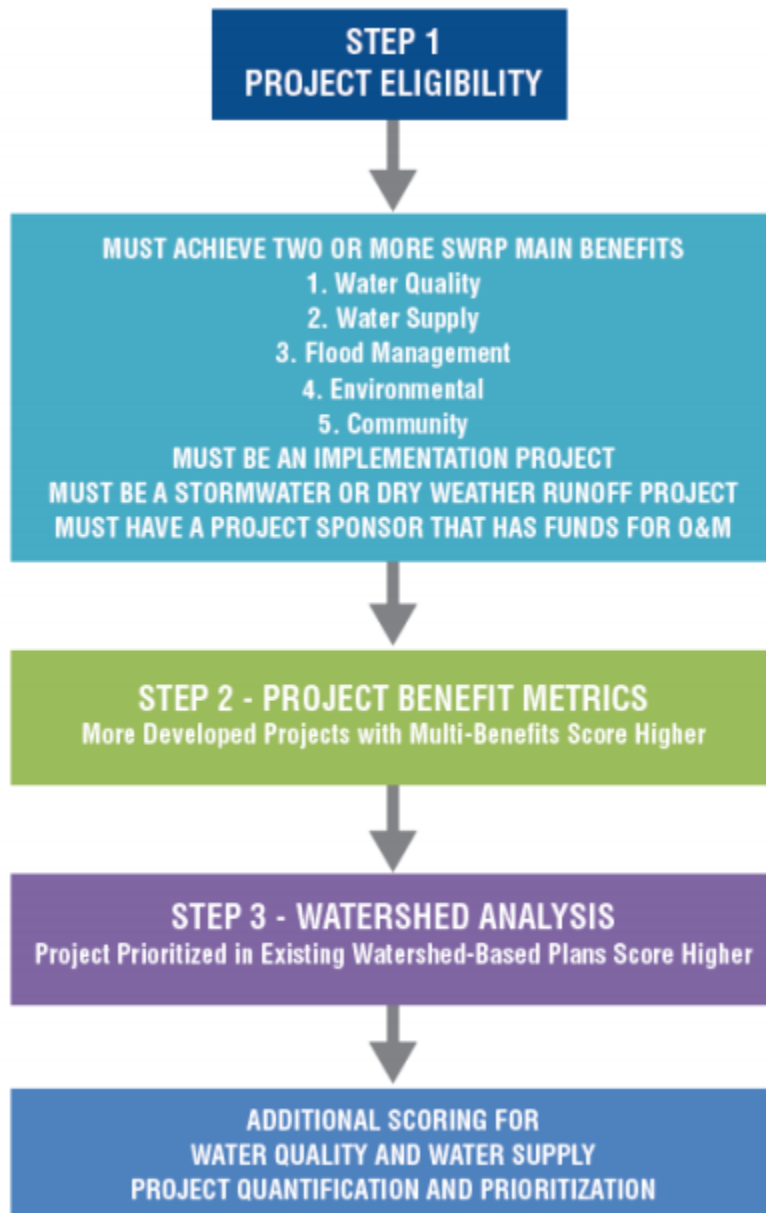 STEP 1
PROJECT ELIGIBILITY
MUST ACHIEVE TWO OR MORE SWRP MAIN BENEFITS
1. Water Quality
2. Water Supply
3. Flood Management
4. Environmental
5. Community
MUST BE AN IMPLEMENTATION PROJECT
MUST BE A STORMWATER OR DRY WEATHER RUNOFF PROJECT
MUST HAVE A PROJECT SPONSOR THAT HAS FUNDS FOR O&M
STEP 2 - PROJECT BENEFIT METRICS
More Developed Projects with Multi-Benefits Score Higher
STEP 3 - WATERSHED ANALYSIS
Project Prioritized in Existing Watershed-Based Plans Score Higher
ADDITIONAL SCORING FOR
WATER QUALITY AND WATER SUPPLY
PROJECT QUANTIFICATION AND PRIORITIZATION